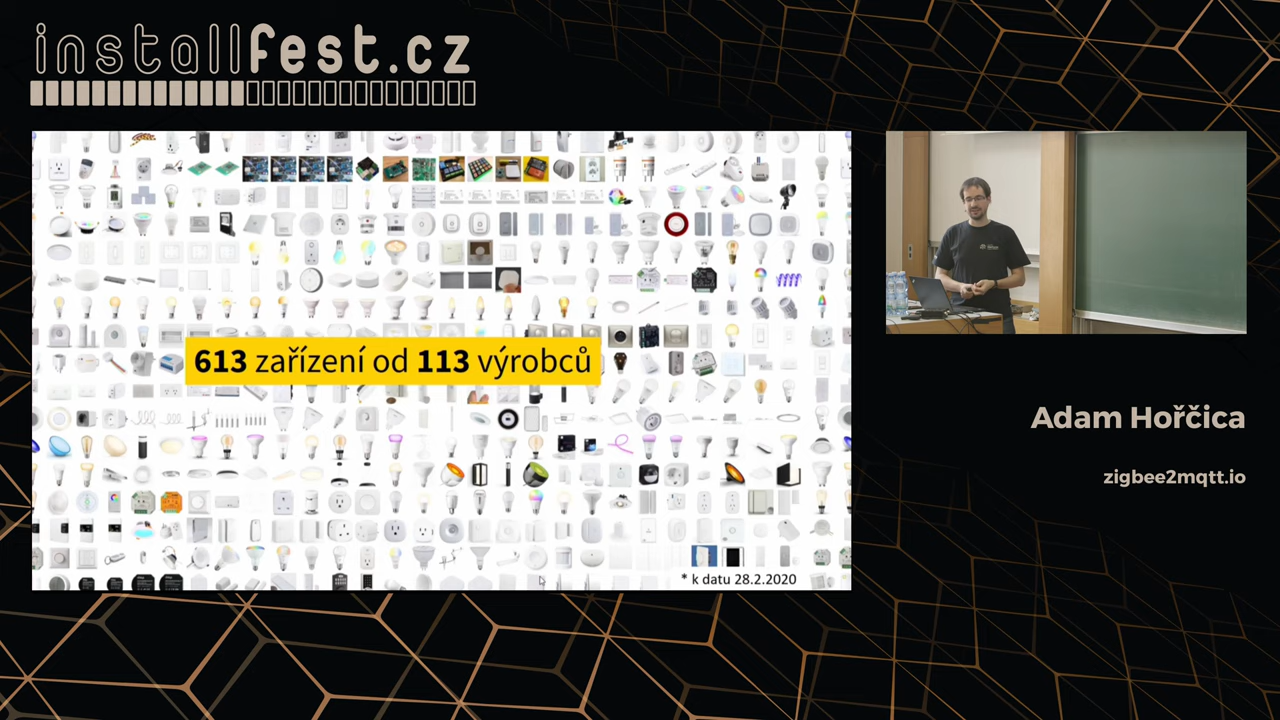 installfest.cz
613 zařízení od 113 výrobců
* k datu 28.2.2020
Adam Hořčica
zigbee2mqtt.io